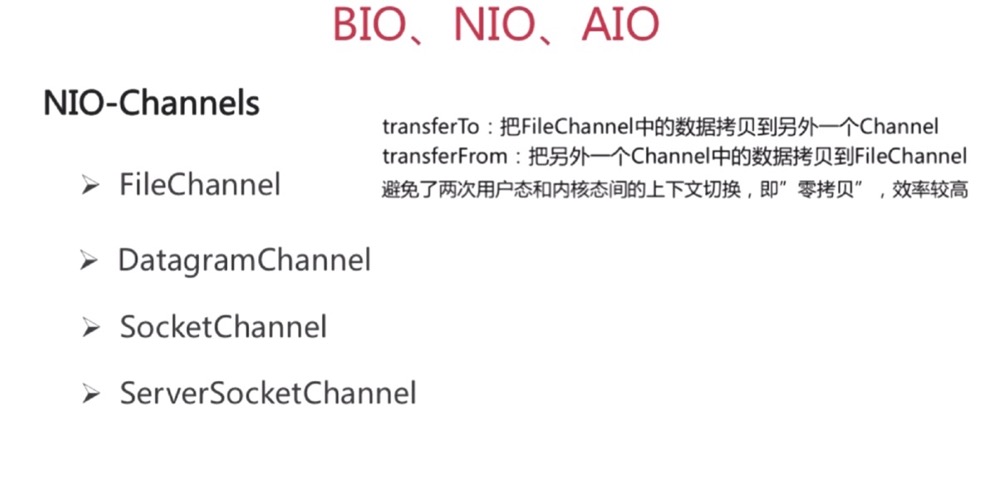 BIO、NIO、AIO
NIO-Channels
transferTo：把FileChannel中的数据拷贝到另外一个Channel
transferFrom：把另外一个Channel中的数据拷贝到FileChannel
避免了两次用户态和内核态间的上下文切换，即”零拷贝”，效率较高
➢ FileChannel
➢ DatagramChannel
➢ SocketChannel
➢ ServerSocketChannel